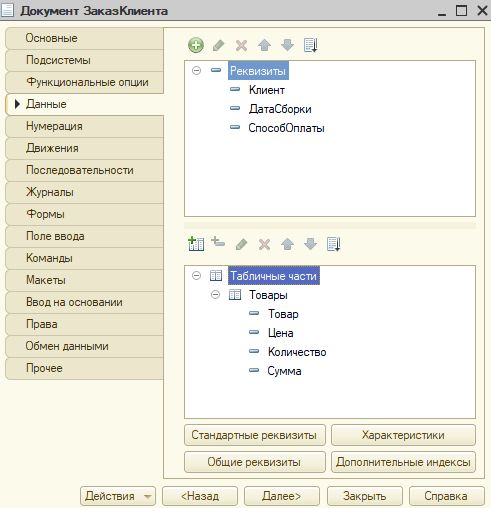 Документ ЗаказКлиента
Основные
Подсистемы
Функциональные опции
Данные
Нумерация
Движения
Последовательности
Журналы
Формы
Поле ввода
Команды
Макеты
Ввод на основании
Права
Обмен данными
Прочее
Реквизиты
Клиент
ДатаСборки
СпособОплаты
Табличные части
Товары
Товар
Цена
Количество
Сумма
Стандартные реквизиты
Характеристики
Общие реквизиты
Дополнительные индексы
Действия
<Назад
Далее>
Закрыть
Справка